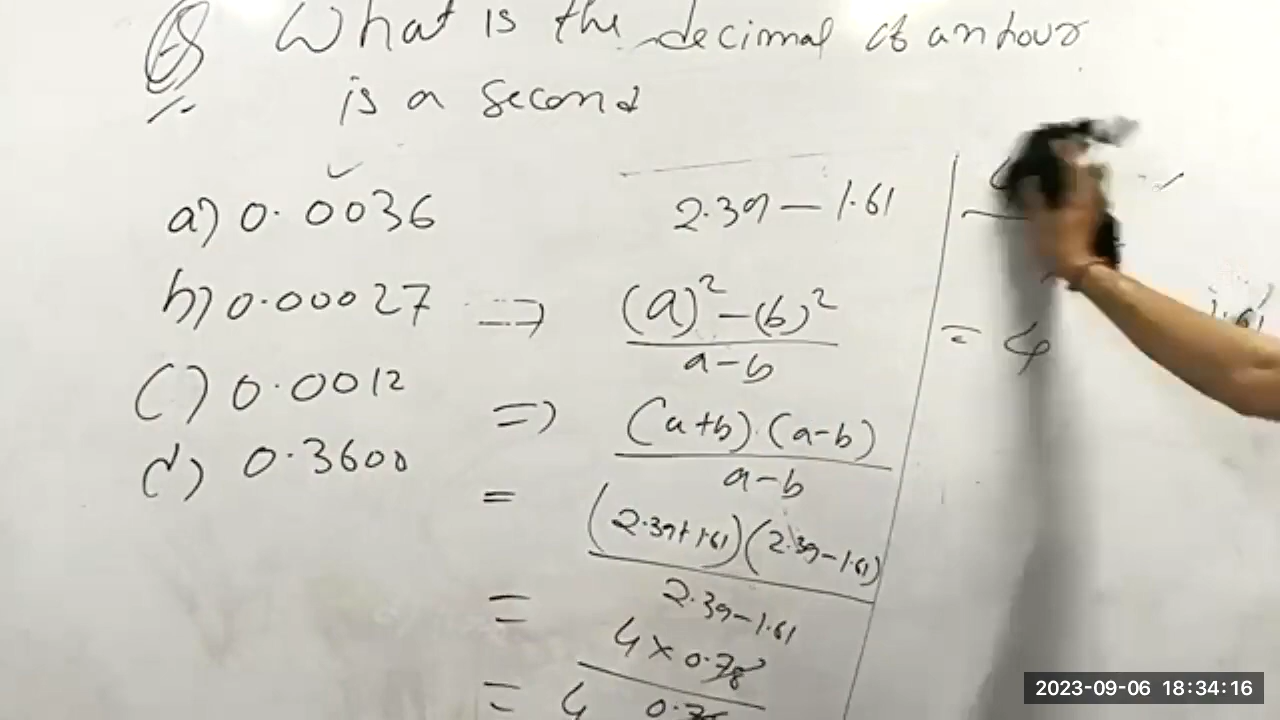 Q What is the decimal of an hour
is a second
a) 0.0036
b) 0.00027
(c) 0.0012
d) 0.3600
2.39 - 1.61
=> (a)² - (b)²
a - b
=> (a+b).(a-b)
a - b
= (2.39+1.61)(2.39-1.61)
2.39 - 1.61
= 4 × 0.78
0.78
= 4
= 4
1.61
2023-09-06 18:34:16